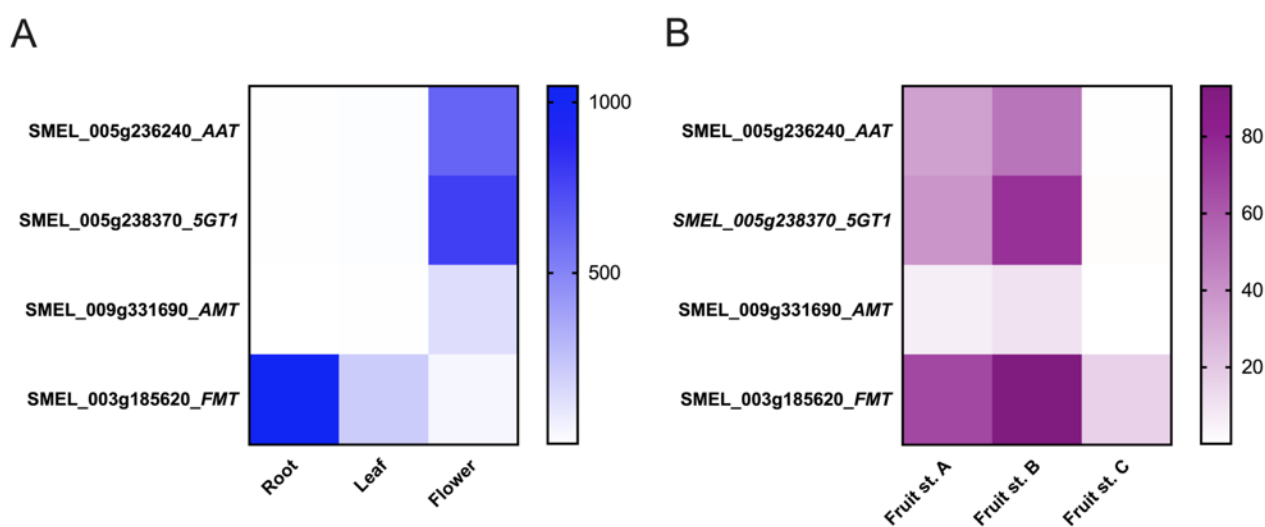 A
SMEL_005g236240_AAT
SMEL_005g238370_5GT1
SMEL_009g331690_AMT
SMEL_003g185620_FMT
Root
Leaf
Flower
1000
500
B
SMEL_005g236240_AAT
SMEL_005g238370_5GT1
SMEL_009g331690_AMT
SMEL_003g185620_FMT
Fruit st. A
Fruit st. B
Fruit st. C
80
60
40
20